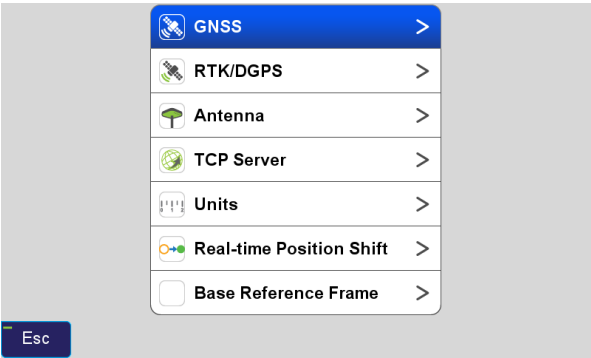 GNSS
RTK/DGPS
Antenna
TCP Server
Units
Real-time Position Shift
Base Reference Frame
Esc